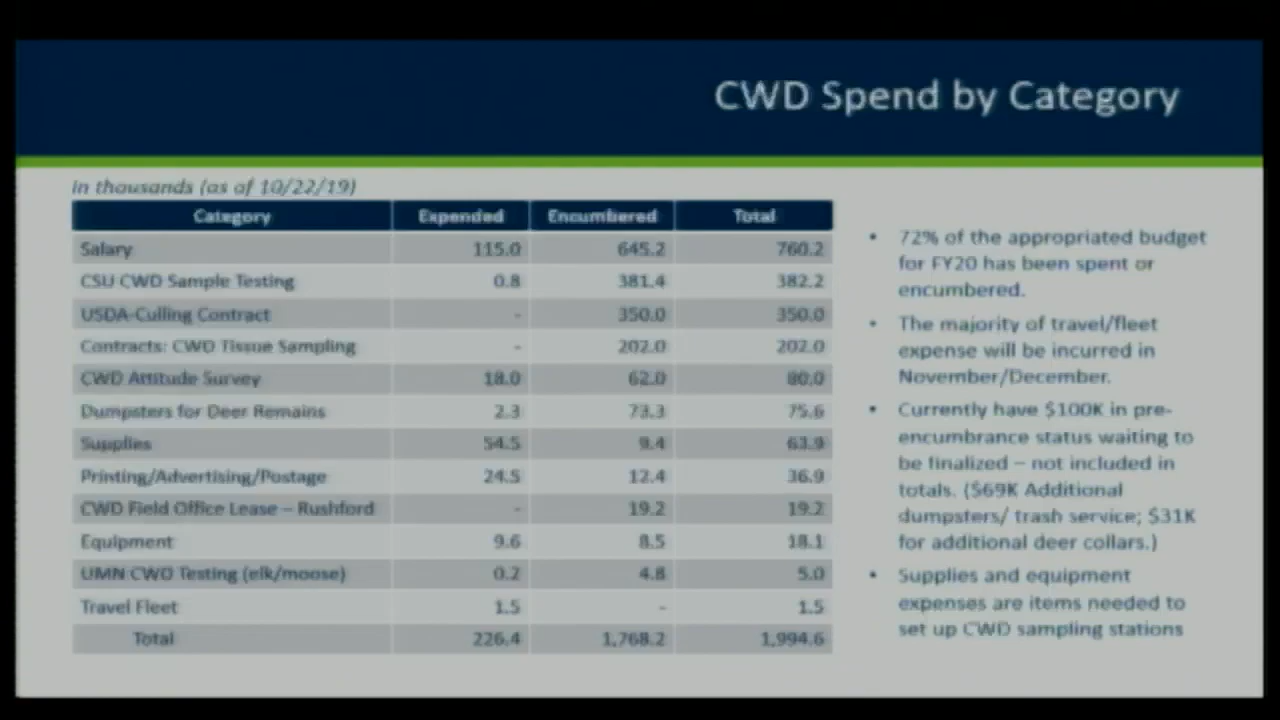 CWD Spend by Category
In thousands (as of 10/22/19)
Category Expended Encumbered Total
Salary 115.0 645.2 760.2
CSU CWD Sample Testing 0.8 381.4 382.2
USDA-Culling Contract - 350.0 350.0
Contracts: CWD Tissue Sampling - 202.0 202.0
CWD Attitude Survey 18.0 62.0 80.0
Dumpsters for Deer Remains 2.3 73.3 75.6
Supplies 54.5 9.4 63.9
Printing/Advertising/Postage 24.5 12.4 36.9
CWD Field Office Lease – Rushford - 19.2 19.2
Equipment 9.6 8.5 18.1
UMN CWD Testing (elk/moose) 0.2 4.8 5.0
Travel Fleet 1.5 - 1.5
Total 226.4 1,768.2 1,994.6
• 72% of the appropriated budget
for FY20 has been spent or
encumbered.
• The majority of travel/fleet
expense will be incurred in
November/December.
• Currently have $100K in pre-
encumbrance status waiting to
be finalized – not included in
totals. ($69K Additional
dumpsters/ trash service; $31K
for additional deer collars.)
• Supplies and equipment
expenses are items needed to
set up CWD sampling stations